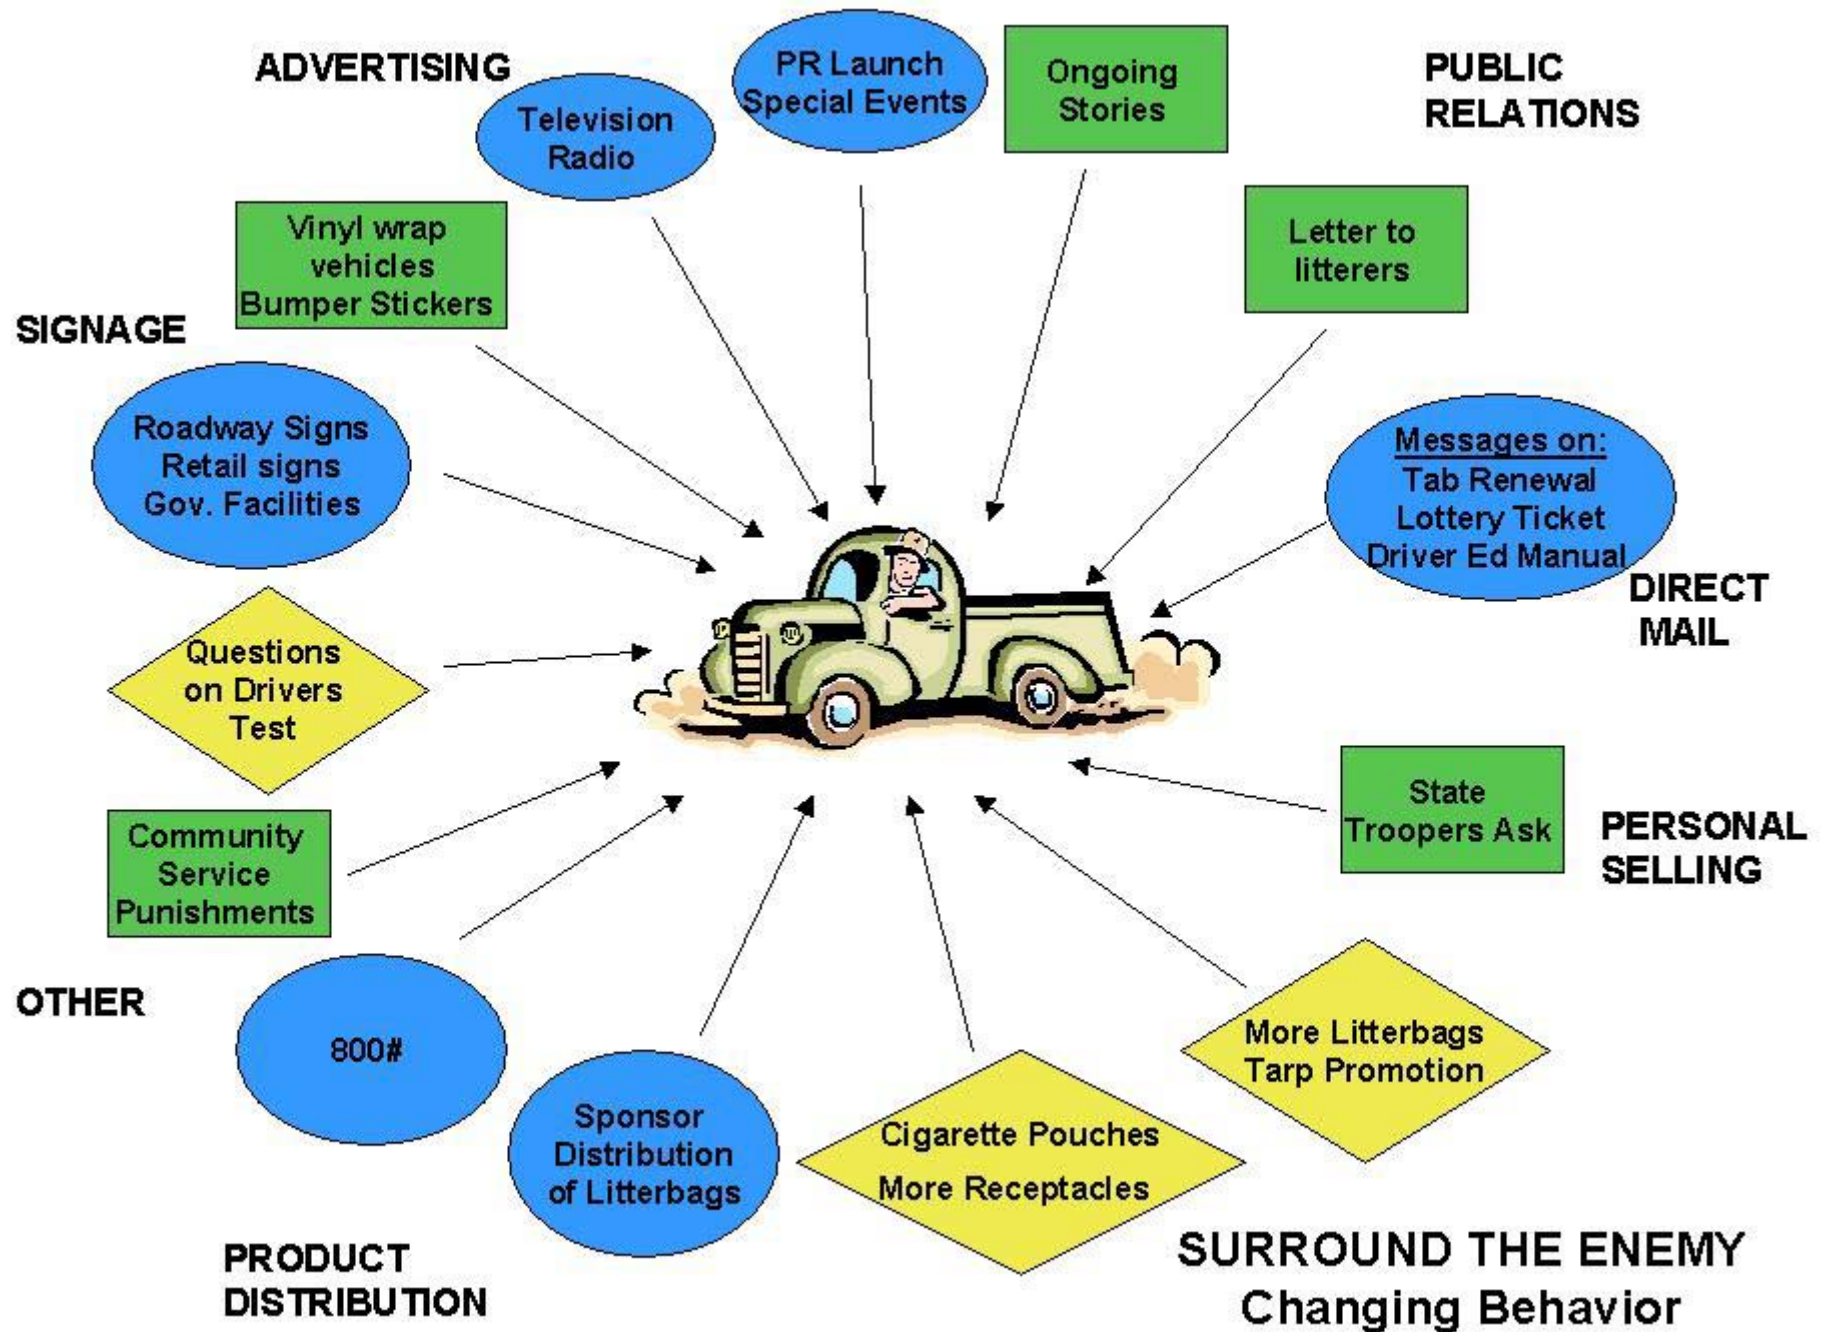 ADVERTISING
Television
Radio
PR Launch
Special Events
Ongoing
Stories
PUBLIC
RELATIONS
Vinyl wrap
vehicles
Bumper Stickers
Letter to
litterers
SIGNAGE
Roadway Signs
Retail signs
Gov. Facilities
Messages on:
Tab Renewal
Lottery Ticket
Driver Ed Manual
DIRECT
MAIL
Questions
on Drivers
Test
State
Troopers Ask
PERSONAL
SELLING
Community
Service
Punishments
OTHER
800#
Sponsor
Distribution
of Litterbags
Cigarette Pouches
More Receptacles
More Litterbags
Tarp Promotion
PRODUCT
DISTRIBUTION
SURROUND THE ENEMY
Changing Behavior